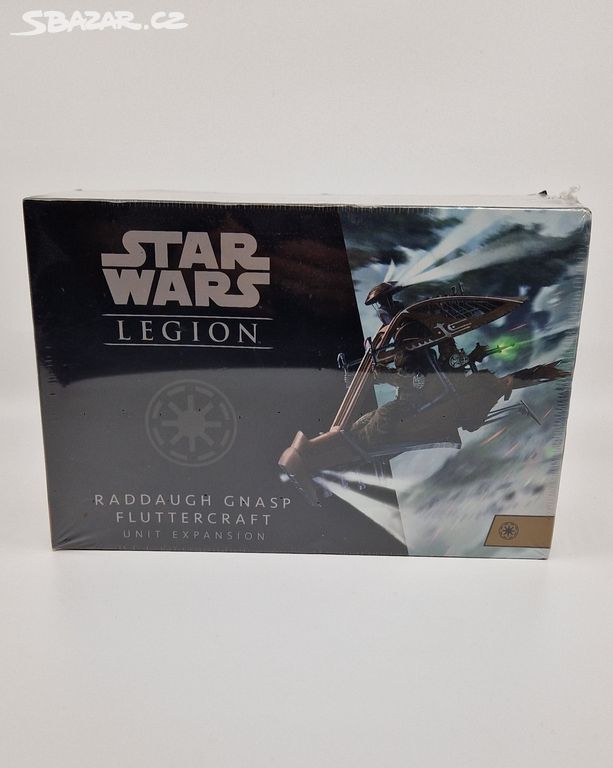 SBAZAR.CZ
STAR
WARS
LEGION
RADDAUGH GNASP
FLUTTERCRAFT
UNIT EXPANSION